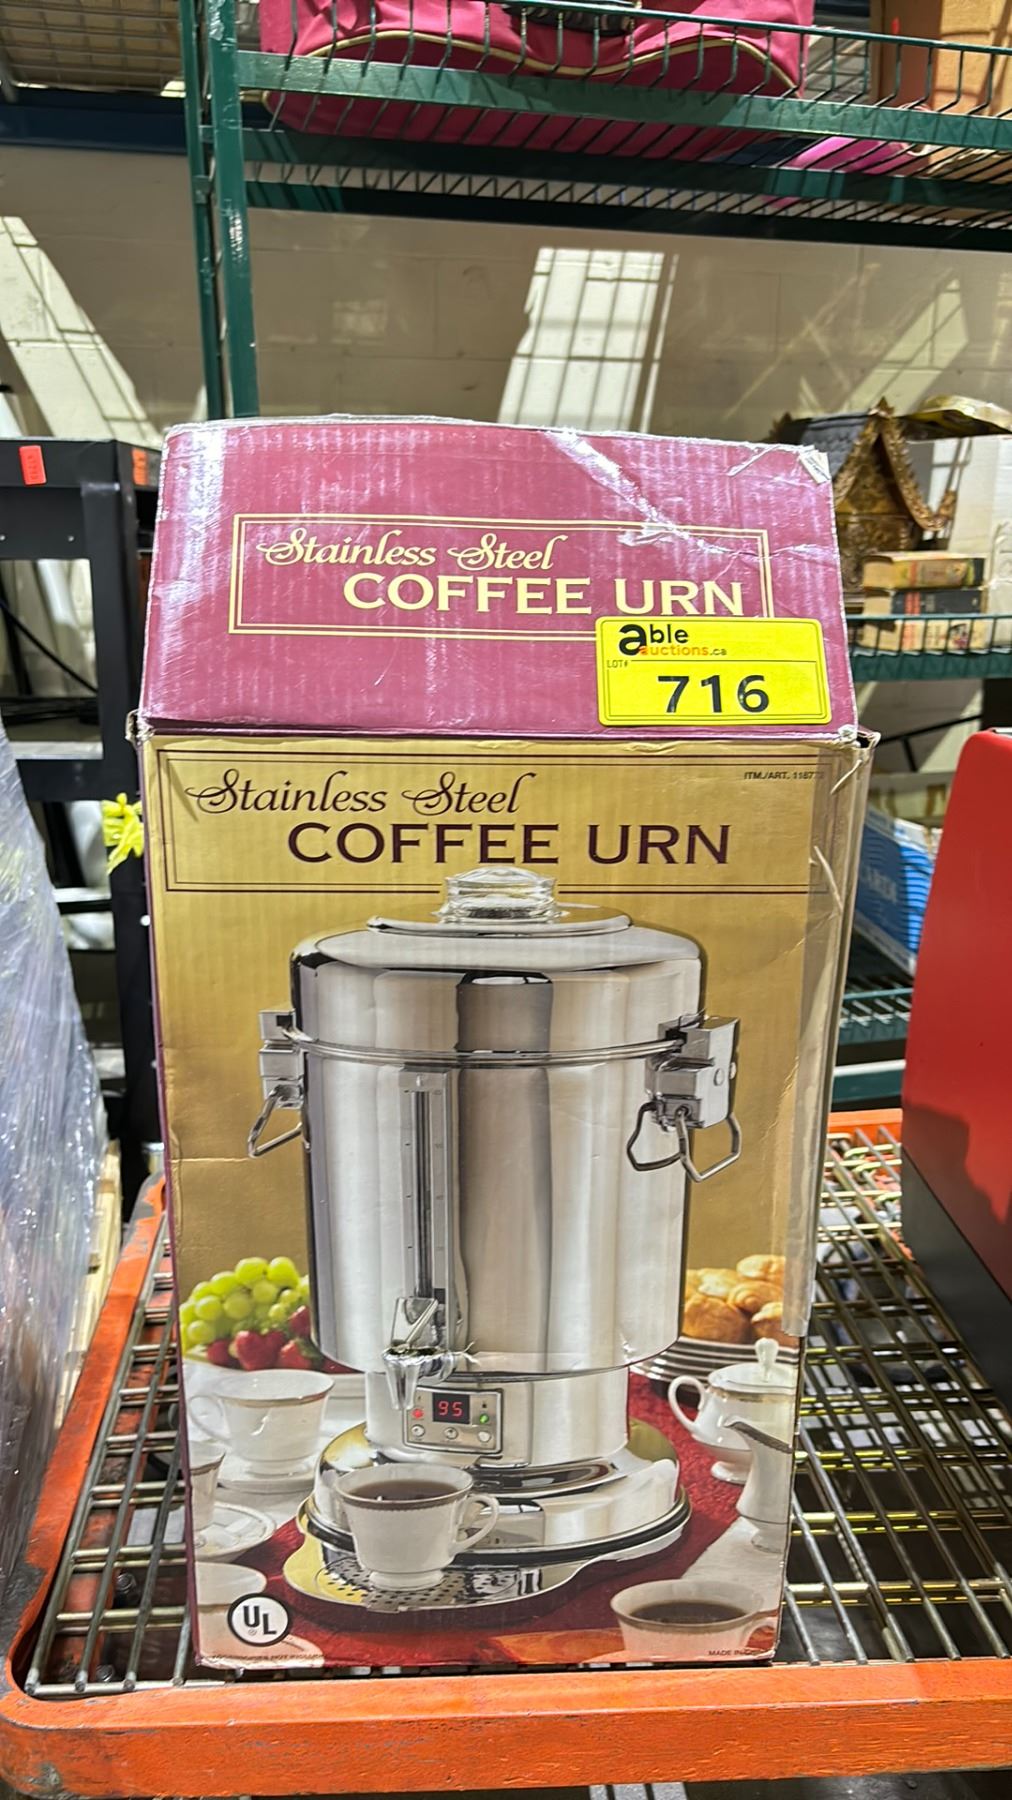 Stainless Steel
COFFEE URN
able
auctions.ca
LOT#
716
ITM./ART. 11877
Stainless Steel
COFFEE URN
95
UL
MADE IN